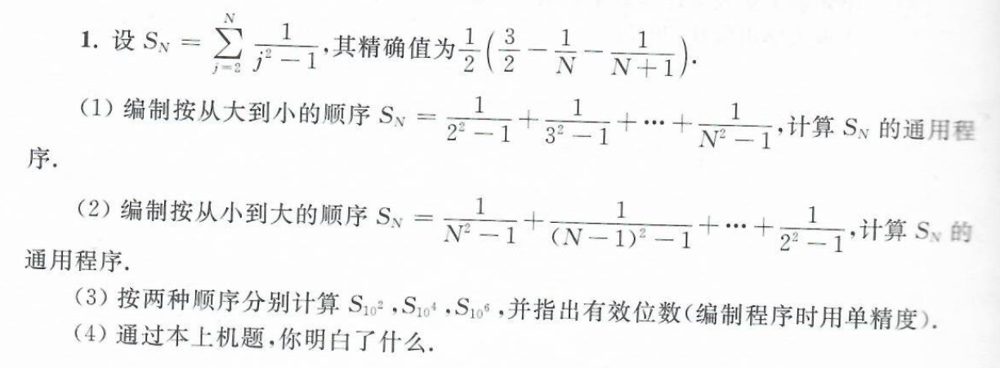 1. 设 $S_N = \sum_{j=2}^{N} \frac{1}{j^2-1}$,其精确值为$\frac{1}{2}\left(\frac{3}{2} - \frac{1}{N} - \frac{1}{N+1}\right)$.
(1) 编制按从大到小的顺序 $S_N = \frac{1}{2^2-1} + \frac{1}{3^2-1} + \cdots + \frac{1}{N^2-1}$,计算 $S_N$ 的通用程
序.
(2) 编制按从小到大的顺序 $S_N = \frac{1}{N^2-1} + \frac{1}{(N-1)^2-1} + \cdots + \frac{1}{2^2-1}$,计算 $S_N$ 的
通用程序.
(3) 按两种顺序分别计算 $S_{10^2}$,$S_{10^4}$,$S_{10^6}$,并指出有效位数(编制程序时用单精度).
(4) 通过本上机题,你明白了什么.